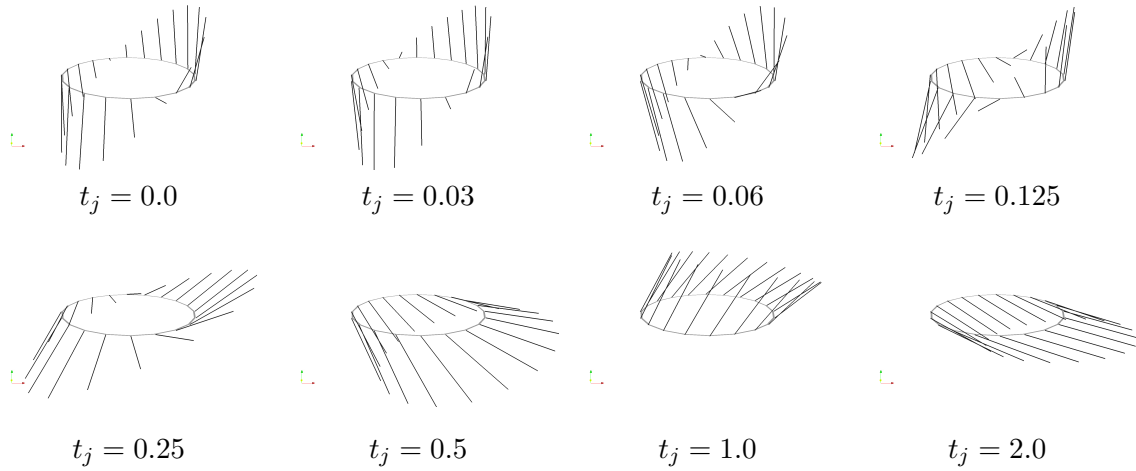 t_j = 0.0
t_j = 0.03
t_j = 0.06
t_j = 0.125
t_j = 0.25
t_j = 0.5
t_j = 1.0
t_j = 2.0